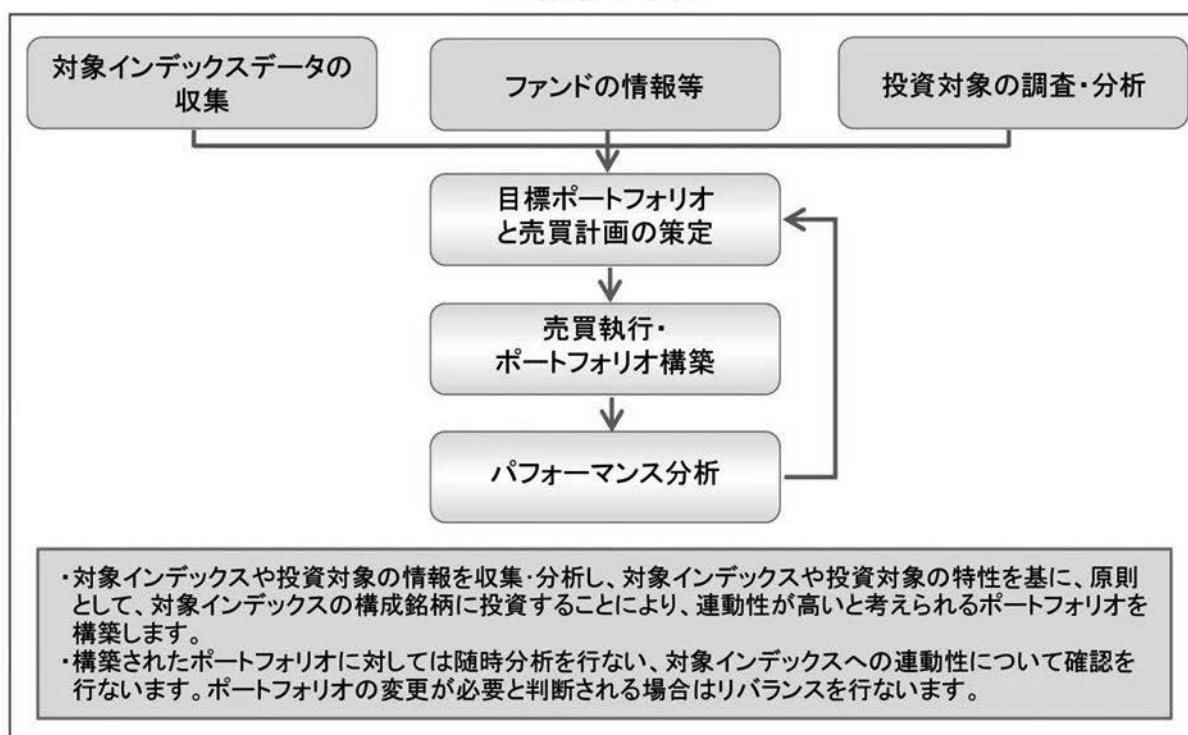 対象インデックスデータの
収集
ファンドの情報等
投資対象の調査・分析
目標ポートフォリオ
と売買計画の策定
売買執行・
ポートフォリオ構築
パフォーマンス分析
・対象インデックスや投資対象の情報を収集・分析し、対象インデックスや投資対象の特性を基に、原則
として、対象インデックスの構成銘柄に投資することにより、連動性が高いと考えられるポートフォリオを
構築します。
・構築されたポートフォリオに対しては随時分析を行ない、対象インデックスへの連動性について確認を
行ないます。ポートフォリオの変更が必要と判断される場合はリバランスを行ないます。